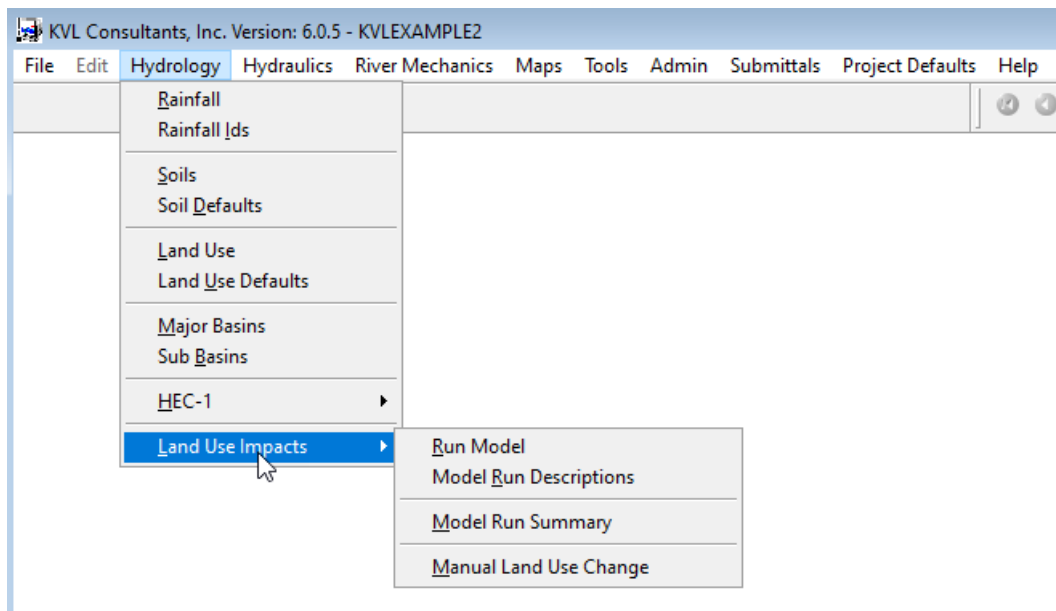 KVL Consultants, Inc. Version: 6.0.5 - KVLEXAMPLE2
File Edit Hydrology Hydraulics River Mechanics Maps Tools Admin Submittals Project Defaults Help
Rainfall
Rainfall Ids
Soils
Soil Defaults
Land Use
Land Use Defaults
Major Basins
Sub Basins
HEC-1
Land Use Impacts
Run Model
Model Run Descriptions
Model Run Summary
Manual Land Use Change